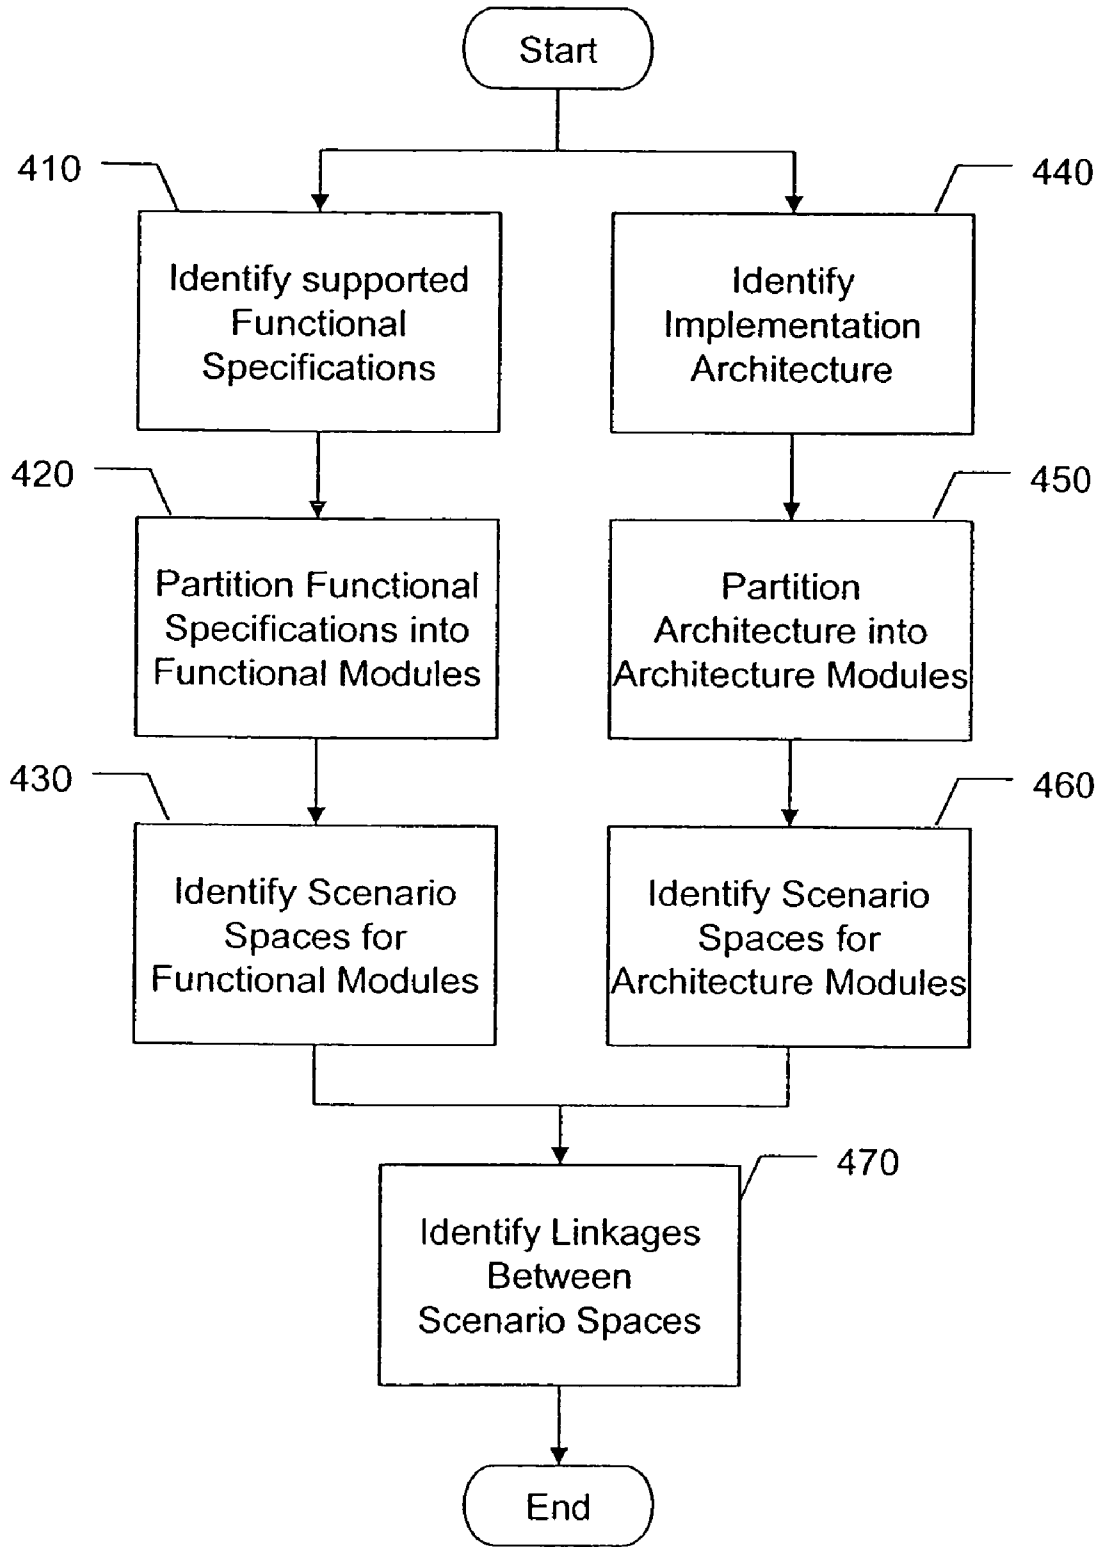 Start
410
Identify supported
Functional
Specifications
440
Identify
Implementation
Architecture
420
Partition Functional
Specifications into
Functional Modules
450
Partition
Architecture into
Architecture Modules
430
Identify Scenario
Spaces for
Functional Modules
460
Identify Scenario
Spaces for
Architecture Modules
470
Identify Linkages
Between
Scenario Spaces
End